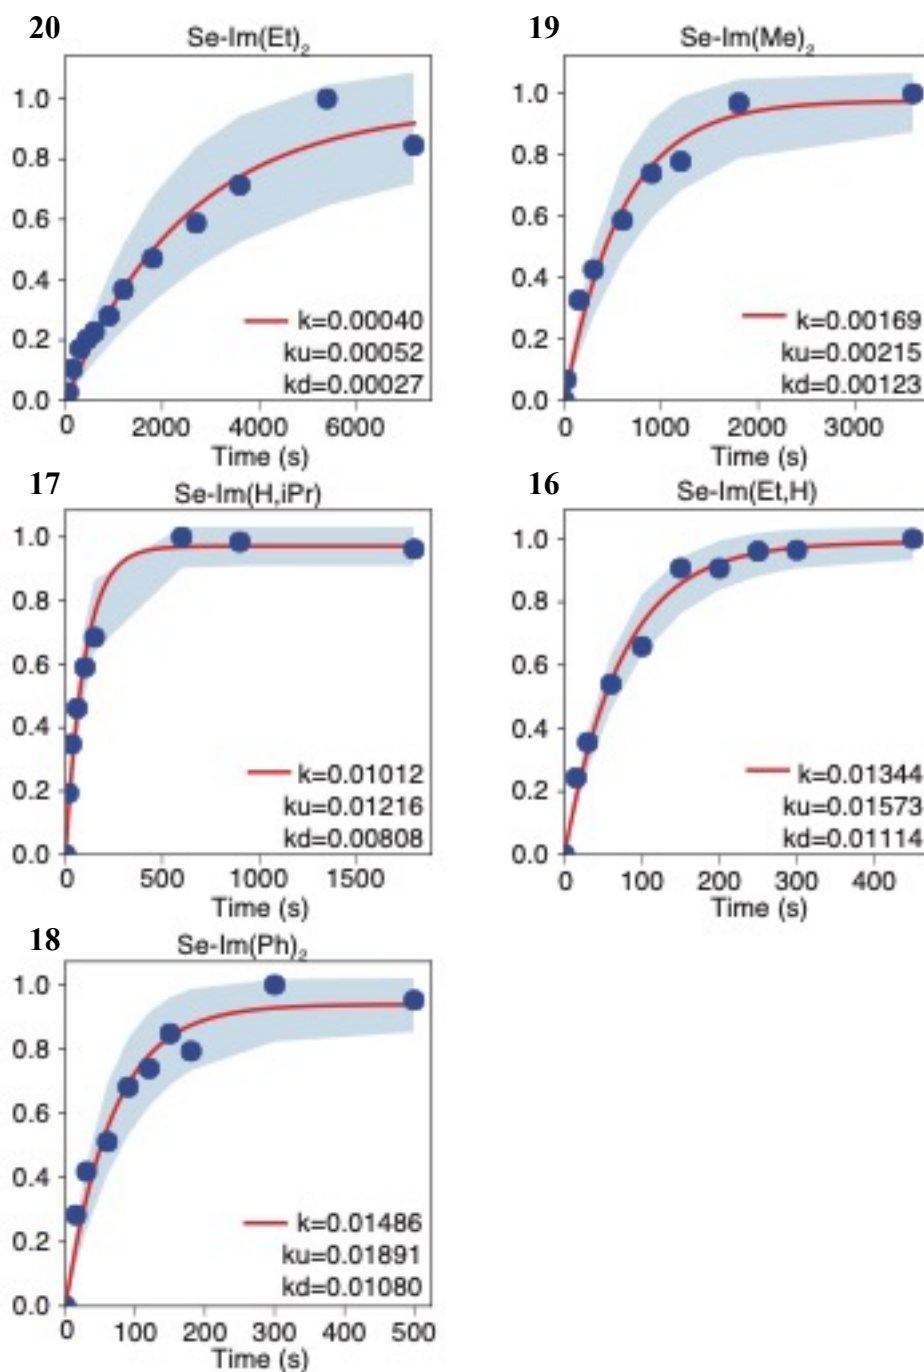 20
Se-Im(Et)₂
1.0
0.8
0.6
0.4
0.2
0.0
k=0.00040
ku=0.00052
kd=0.00027
0 2000 4000 6000
Time (s)
19
Se-Im(Me)₂
1.0
0.8
0.6
0.4
0.2
0.0
k=0.00169
ku=0.00215
kd=0.00123
0 1000 2000 3000
Time (s)
17
Se-Im(H,iPr)
1.0
0.8
0.6
0.4
0.2
0.0
k=0.01012
ku=0.01216
kd=0.00808
0 500 1000 1500
Time (s)
16
Se-Im(Et,H)
1.0
0.8
0.6
0.4
0.2
0.0
k=0.01344
ku=0.01573
kd=0.01114
0 100 200 300 400
Time (s)
18
Se-Im(Ph)₂
1.0
0.8
0.6
0.4
0.2
0.0
k=0.01486
ku=0.01891
kd=0.01080
0 100 200 300 400 500
Time (s)